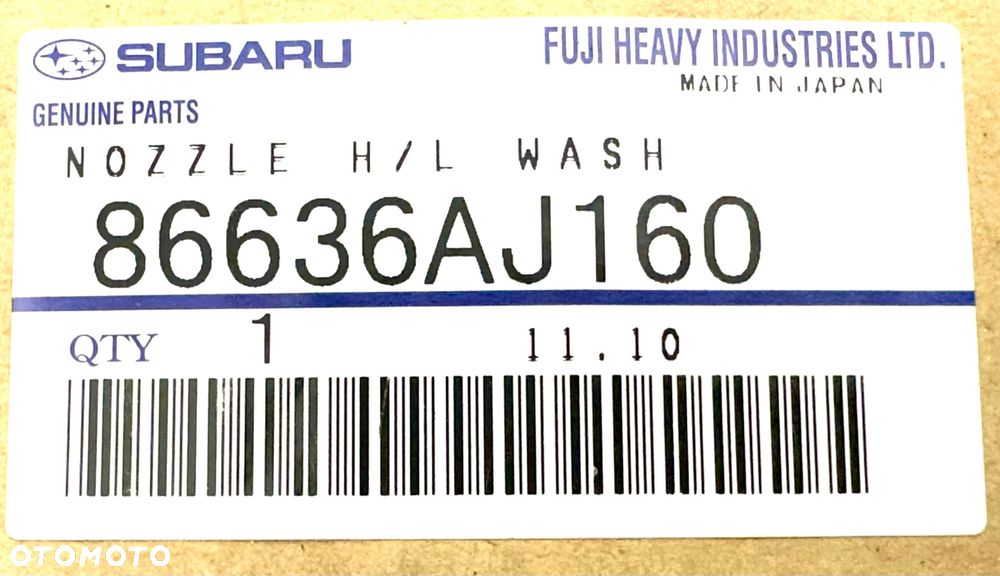 SUBARU FUJI HEAVY INDUSTRIES LTD.
MADE IN JAPAN
GENUINE PARTS
NOZZLE H/L WASH
86636AJ160
QTY 1 11.10
OTOMOTO